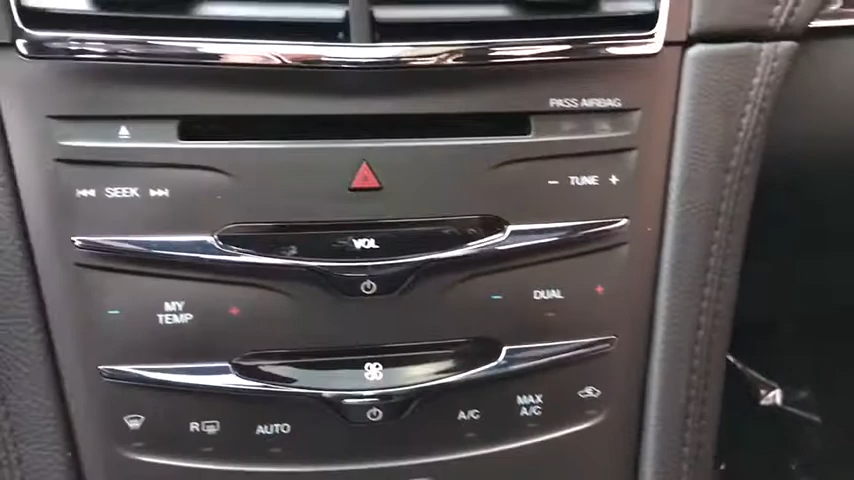 PASS AIRBAG
SEEK
− TUNE +
VOL
− MY TEMP +
− DUAL +
R
AUTO
A/C
MAX A/C